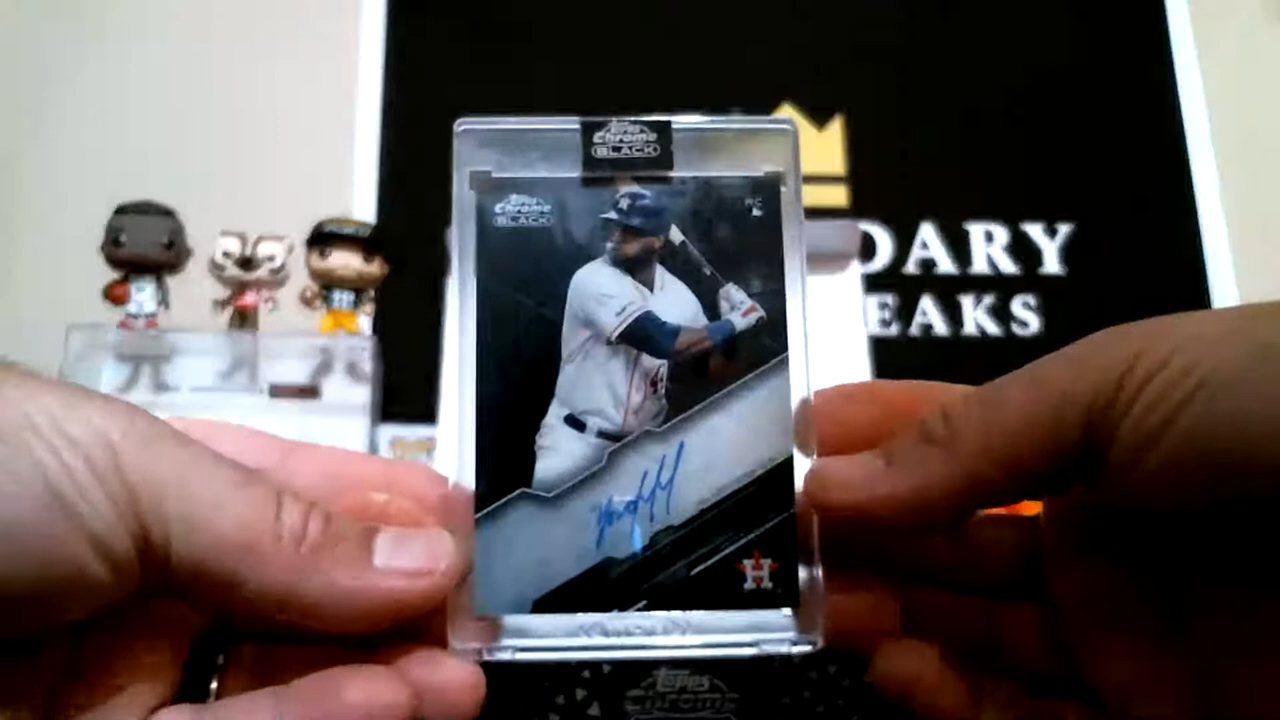 Topps
Chrome
BLACK
Topps
Chrome
BLACK
RC
DARY
EAKS
H
Topps
Chrome